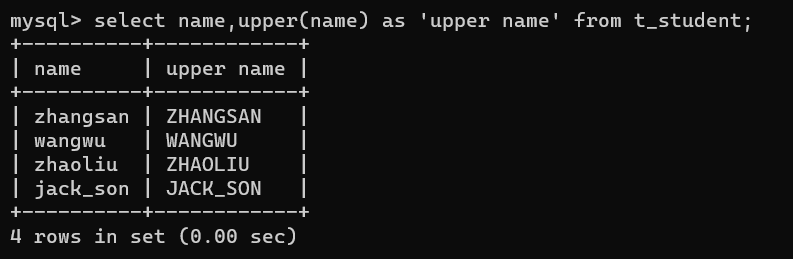 mysql> select name,upper(name) as 'upper name' from t_student;
+----------+------------+
| name     | upper name |
+----------+------------+
| zhangsan | ZHANGSAN   |
| wangwu   | WANGWU     |
| zhaoliu  | ZHAOLIU    |
| jack_son | JACK_SON   |
+----------+------------+
4 rows in set (0.00 sec)